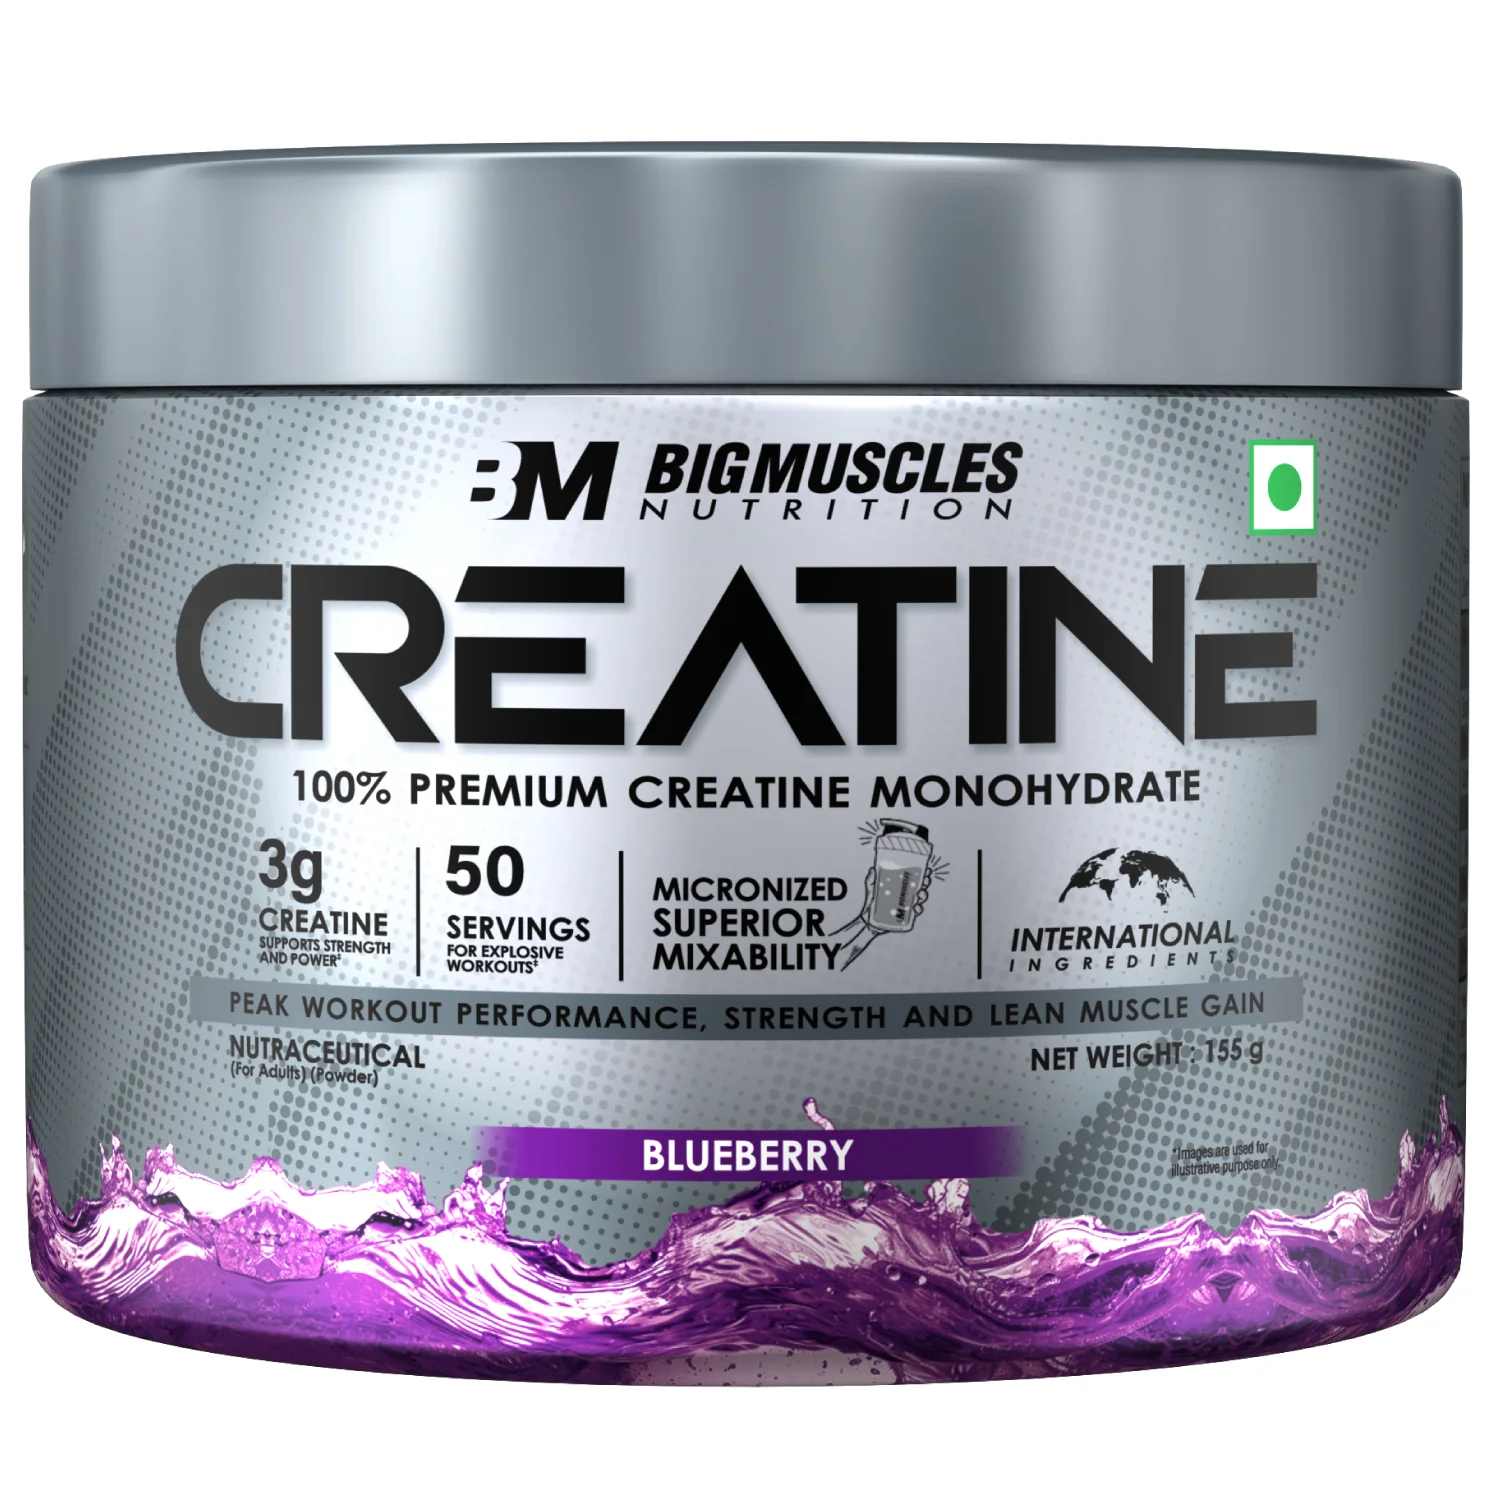 BM BIGMUSCLES
NUTRITION
CREATINE
100% PREMIUM CREATINE MONOHYDRATE
3g
CREATINE
SUPPORTS STRENGTH
AND POWER‡
50
SERVINGS
FOR EXPLOSIVE
WORKOUTS‡
MICRONIZED
SUPERIOR
MIXABILITY
INTERNATIONAL
INGREDIENTS
PEAK WORKOUT PERFORMANCE, STRENGTH AND LEAN MUSCLE GAIN
NUTRACEUTICAL
(For Adults) (Powder)
NET WEIGHT : 155 g
BLUEBERRY
*Images are used for
illustrative purpose only.